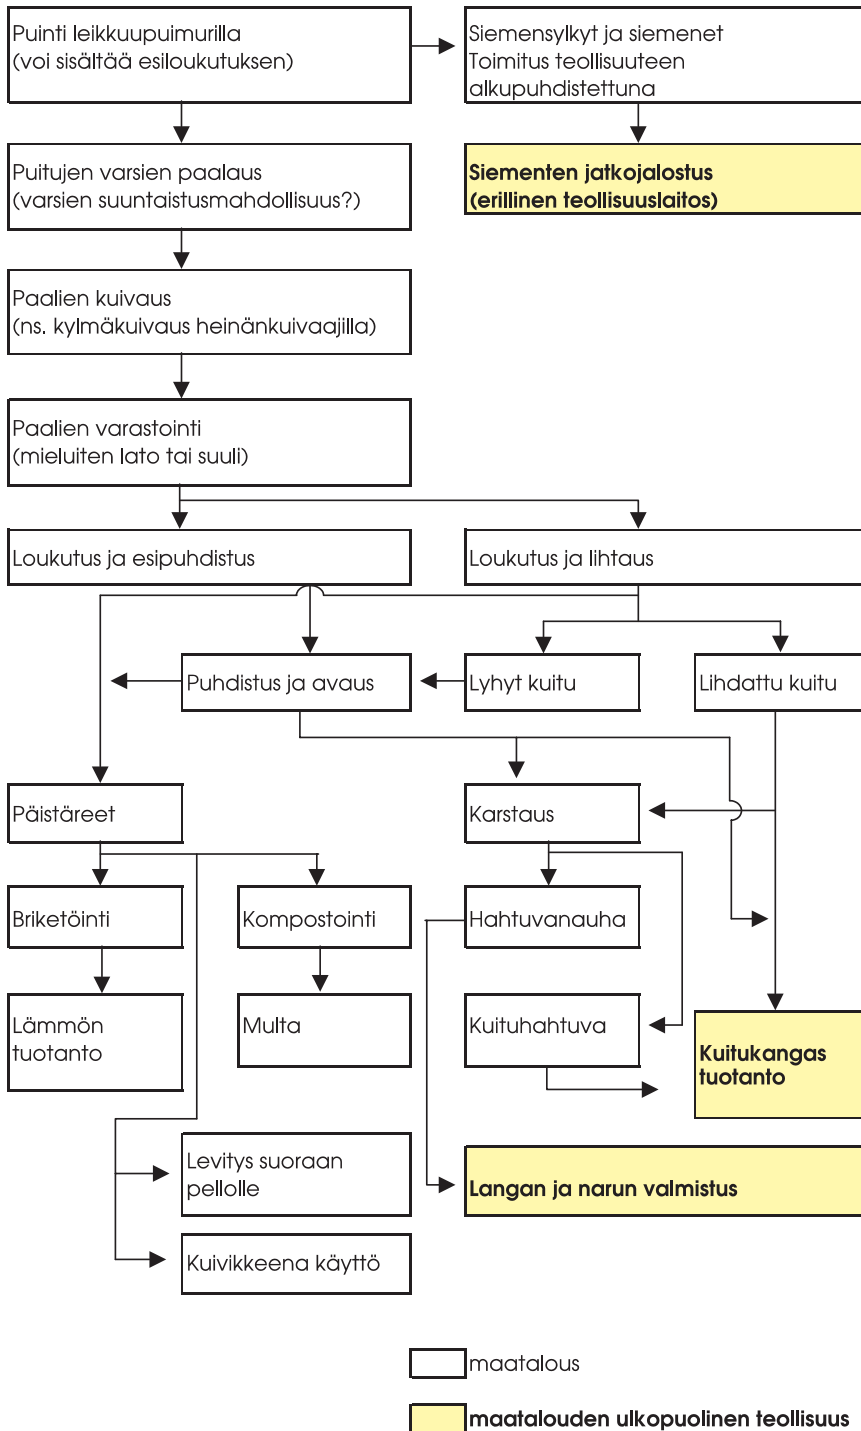 Puinti leikkuupuimurilla
(voi sisältää esiloukutuksen)
Siemensylkyt ja siemenet
Toimitus teollisuuteen
alkupuhdistettuna
Puitujen varsien paalaus
(varsien suuntaistusmahdollisuus?)
Siementen jatkojalostus
(erillinen teollisuuslaitos)
Paalien kuivaus
(ns. kylmäkuivaus heinänkuivaajilla)
Paalien varastointi
(mieluiten lato tai suuli)
Loukutus ja esipuhdistus
Loukutus ja lihtaus
Puhdistus ja avaus
Lyhyt kuitu
Lihdattu kuitu
Päistäreet
Karstaus
Briketöinti
Kompostointi
Hahtuvanauha
Lämmön
tuotanto
Multa
Kuituhahtuva
Kuitukangas
tuotanto
Levitys suoraan
pellolle
Langan ja narun valmistus
Kuivikkeena käyttö
maatalous
maatalouden ulkopuolinen teollisuus